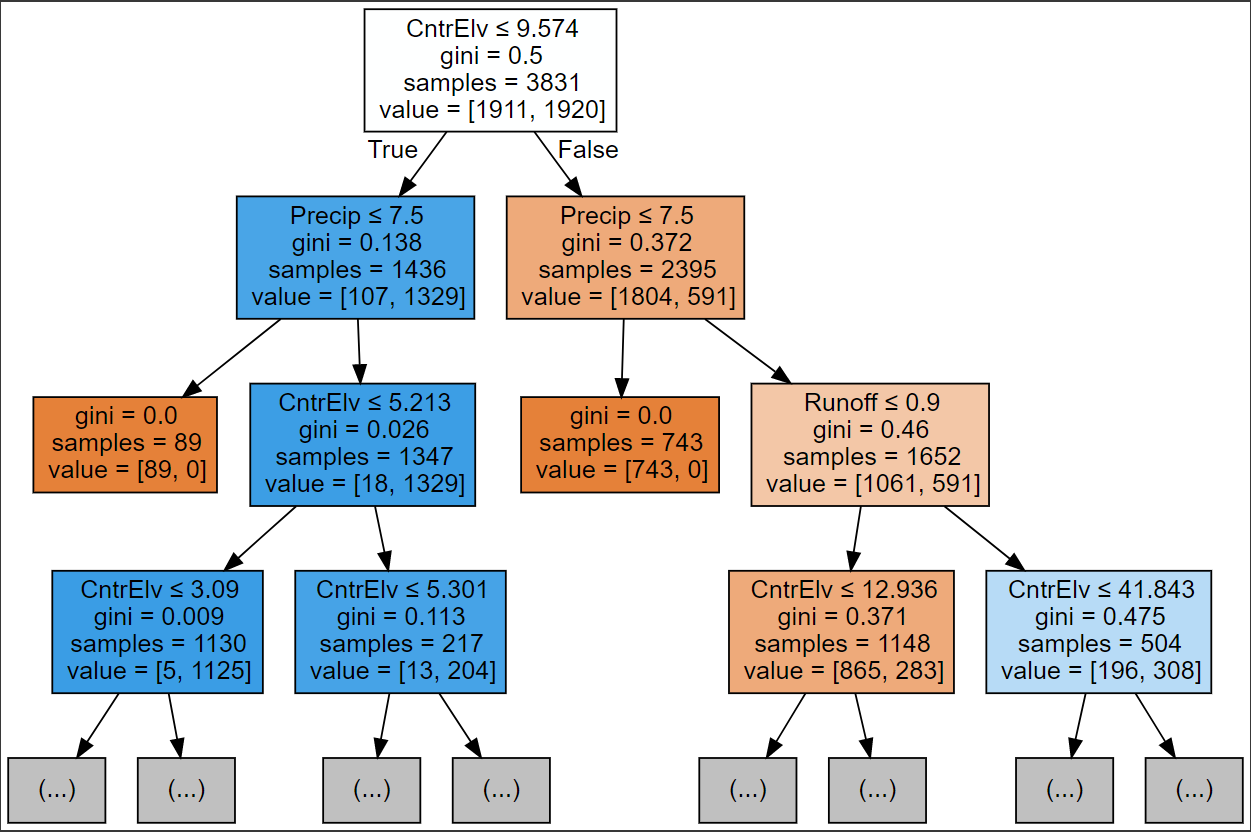 CntrElv ≤ 9.574
gini = 0.5
samples = 3831
value = [1911, 1920]
True
False
Precip ≤ 7.5
gini = 0.138
samples = 1436
value = [107, 1329]
Precip ≤ 7.5
gini = 0.372
samples = 2395
value = [1804, 591]
gini = 0.0
samples = 89
value = [89, 0]
CntrElv ≤ 5.213
gini = 0.026
samples = 1347
value = [18, 1329]
gini = 0.0
samples = 743
value = [743, 0]
Runoff ≤ 0.9
gini = 0.46
samples = 1652
value = [1061, 591]
CntrElv ≤ 3.09
gini = 0.009
samples = 1130
value = [5, 1125]
CntrElv ≤ 5.301
gini = 0.113
samples = 217
value = [13, 204]
CntrElv ≤ 12.936
gini = 0.371
samples = 1148
value = [865, 283]
CntrElv ≤ 41.843
gini = 0.475
samples = 504
value = [196, 308]
(...)
(...)
(...)
(...)
(...)
(...)
(...)
(...)